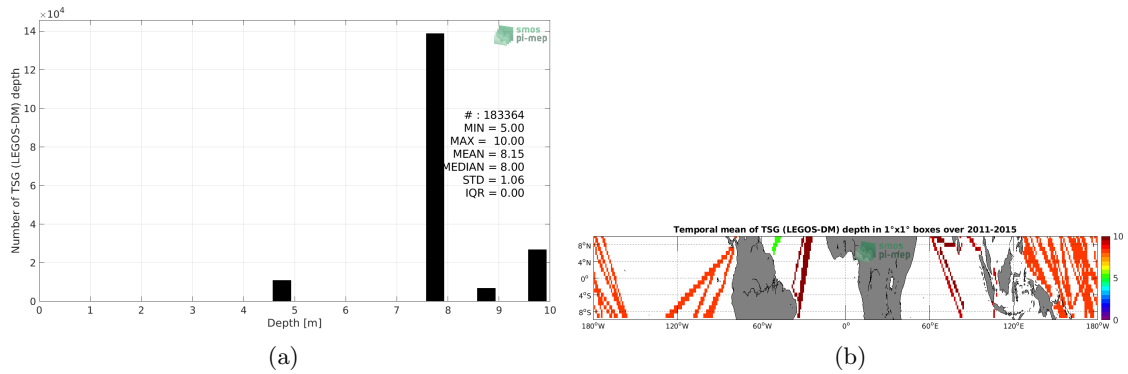 ×10⁴
14
12
10
8
6
4
2
0
Number of TSG (LEGOS-DM) depth
smos
pi-mep
# : 183364
MIN = 5.00
MAX = 10.00
MEAN = 8.15
MEDIAN = 8.00
STD = 1.06
IQR = 0.00
0 1 2 3 4 5 6 7 8 9 10
Depth [m]
(a)
Temporal mean of TSG (LEGOS-DM) depth in 1°x1° boxes over 2011-2015
smos
pi-mep
8°N
4°N
0°
4°S
8°S
180°W 120°W 60°W 0° 60°E 120°E 180°W
10
5
0
(b)